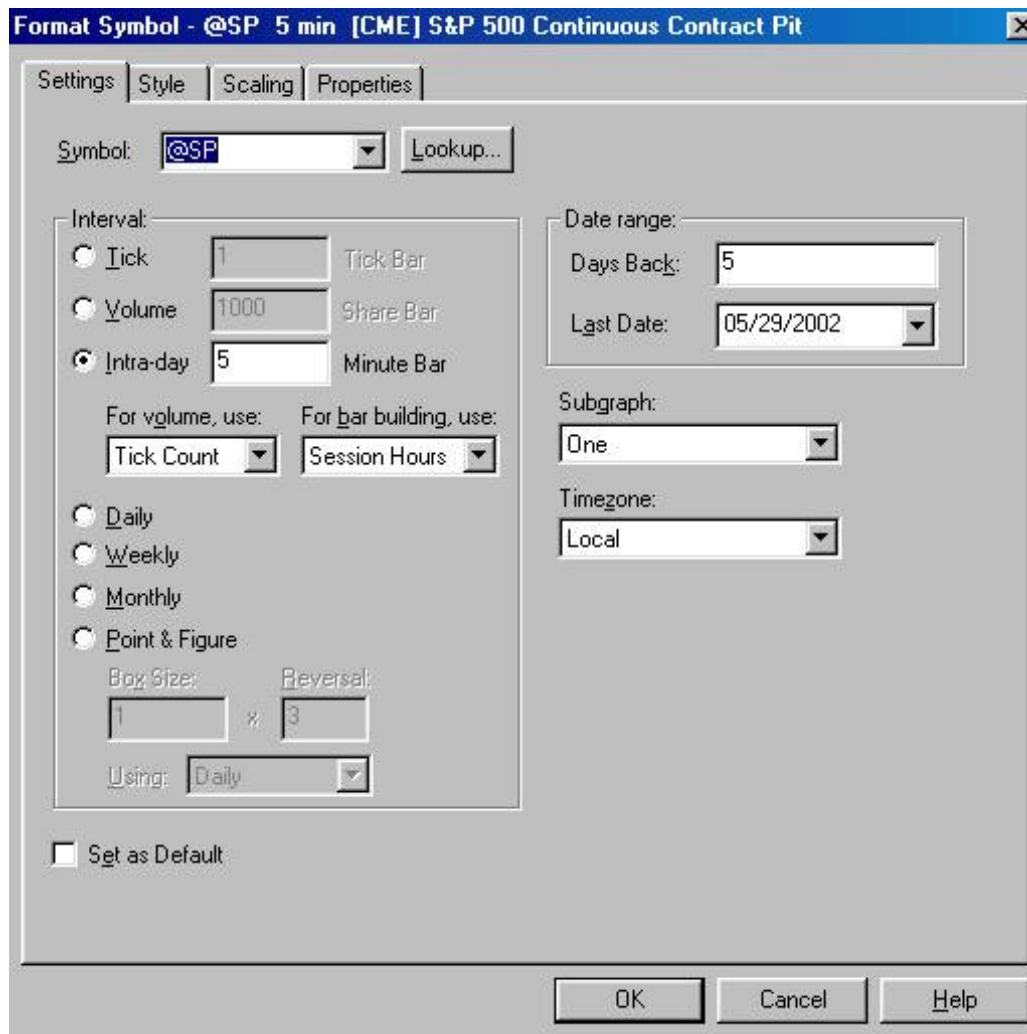 Format Symbol - @SP 5 min [CME] S&P 500 Continuous Contract Pit
Settings Style Scaling Properties
Symbol: @SP Lookup...
Interval:
Tick 1 Tick Bar
Volume 1000 Share Bar
Intra-day 5 Minute Bar
For volume, use: For bar building, use:
Tick Count Session Hours
Daily
Weekly
Monthly
Point & Figure
Box Size: Reversal:
1 x 3
Using: Daily
Date range:
Days Back: 5
Last Date: 05/29/2002
Subgraph:
One
Timezone:
Local
Set as Default
OK Cancel Help